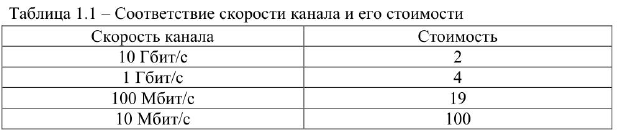 Таблица 1.1 – Соответствие скорости канала и его стоимости
Скорость канала Стоимость
10 Гбит/с 2
1 Гбит/с 4
100 Мбит/с 19
10 Мбит/с 100